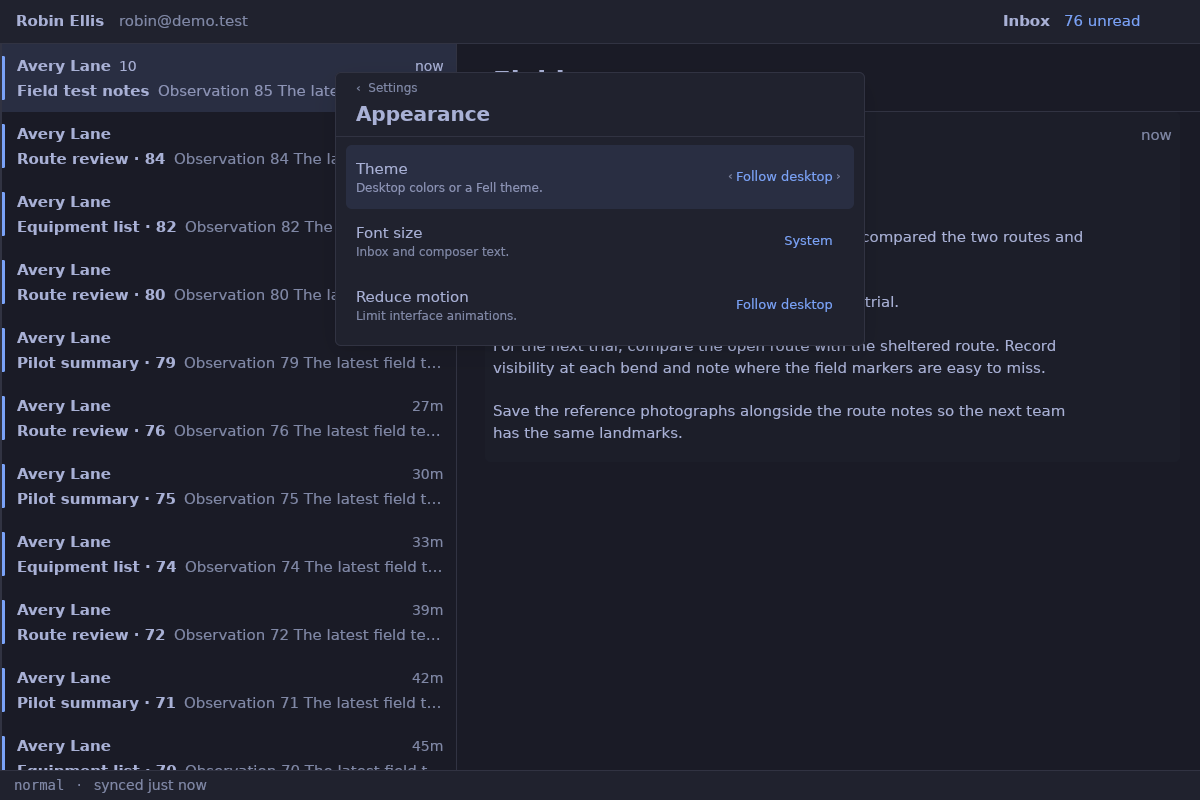 Robin Ellis robin@demo.test Inbox 76 unread
Avery Lane 10 now
Field test notes Observation 85 The late
Avery Lane
Route review · 84 Observation 84 The la
Avery Lane
Equipment list · 82 Observation 82 The
Avery Lane
Route review · 80 Observation 80 The la
Avery Lane
Pilot summary · 79 Observation 79 The latest field t…
Avery Lane 27m
Route review · 76 Observation 76 The latest field te…
Avery Lane 30m
Pilot summary · 75 Observation 75 The latest field t…
Avery Lane 33m
Equipment list · 74 Observation 74 The latest field t…
Avery Lane 39m
Route review · 72 Observation 72 The latest field te…
Avery Lane 42m
Pilot summary · 71 Observation 71 The latest field t…
Avery Lane 45m
Equipment list · 70 Observation 70 The latest field t…
‹ Settings
Appearance
Theme
Desktop colors or a Fell theme.
‹ Follow desktop ›
Font size
Inbox and composer text.
System
Reduce motion
Limit interface animations.
Follow desktop
now
compared the two routes and
trial.
For the next trial, compare the open route with the sheltered route. Record
visibility at each bend and note where the field markers are easy to miss.
Save the reference photographs alongside the route notes so the next team
has the same landmarks.
normal · synced just now